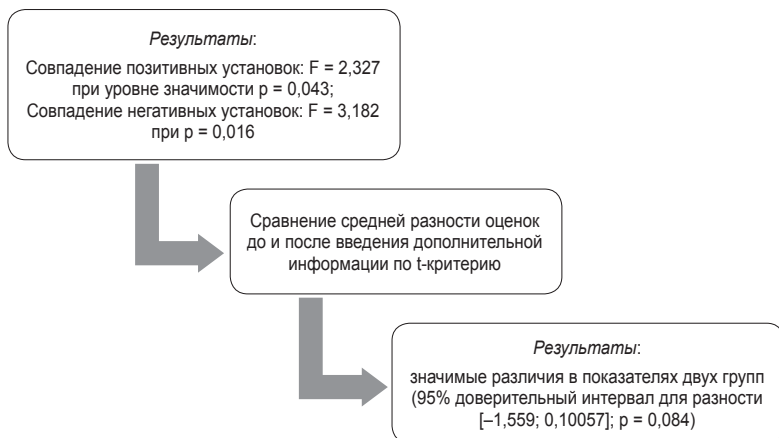 Результаты:
Совпадение позитивных установок: F = 2,327
при уровне значимости p = 0,043;
Совпадение негативных установок: F = 3,182
при p = 0,016
Сравнение средней разности оценок
до и после введения дополнительной
информации по t-критерию
Результаты:
значимые различия в показателях двух групп
(95% доверительный интервал для разности
[–1,559; 0,10057]; p = 0,084)